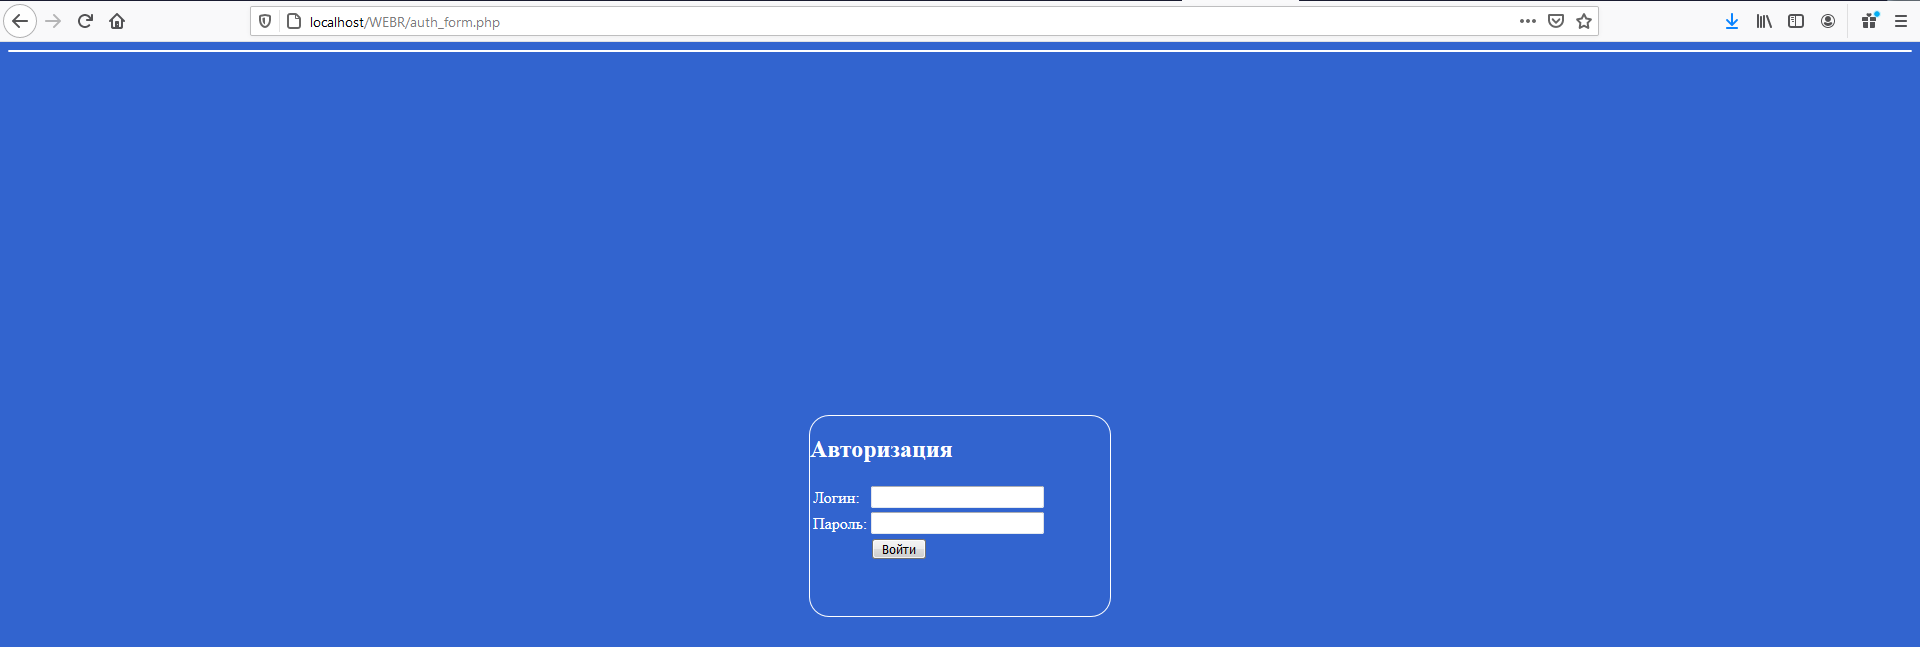 localhost/WEBR/auth_form.php
Авторизация
Логин:
Пароль:
Войти